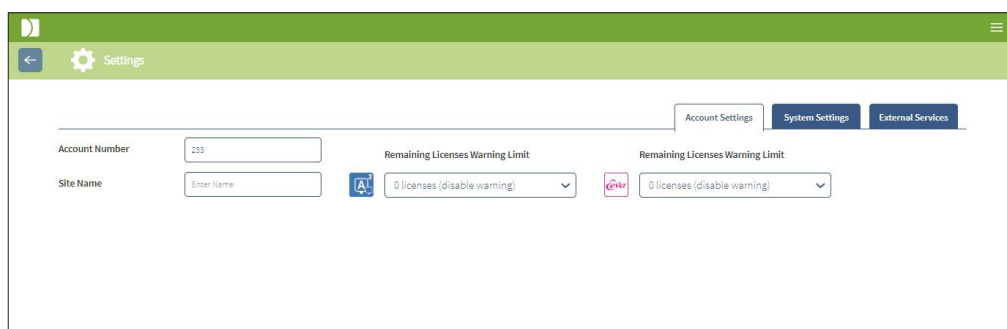 Settings
Account Settings System Settings External Services
Account Number 233
Remaining Licenses Warning Limit Remaining Licenses Warning Limit
Site Name Enter Name 0 licenses (disable warning) 0 licenses (disable warning)